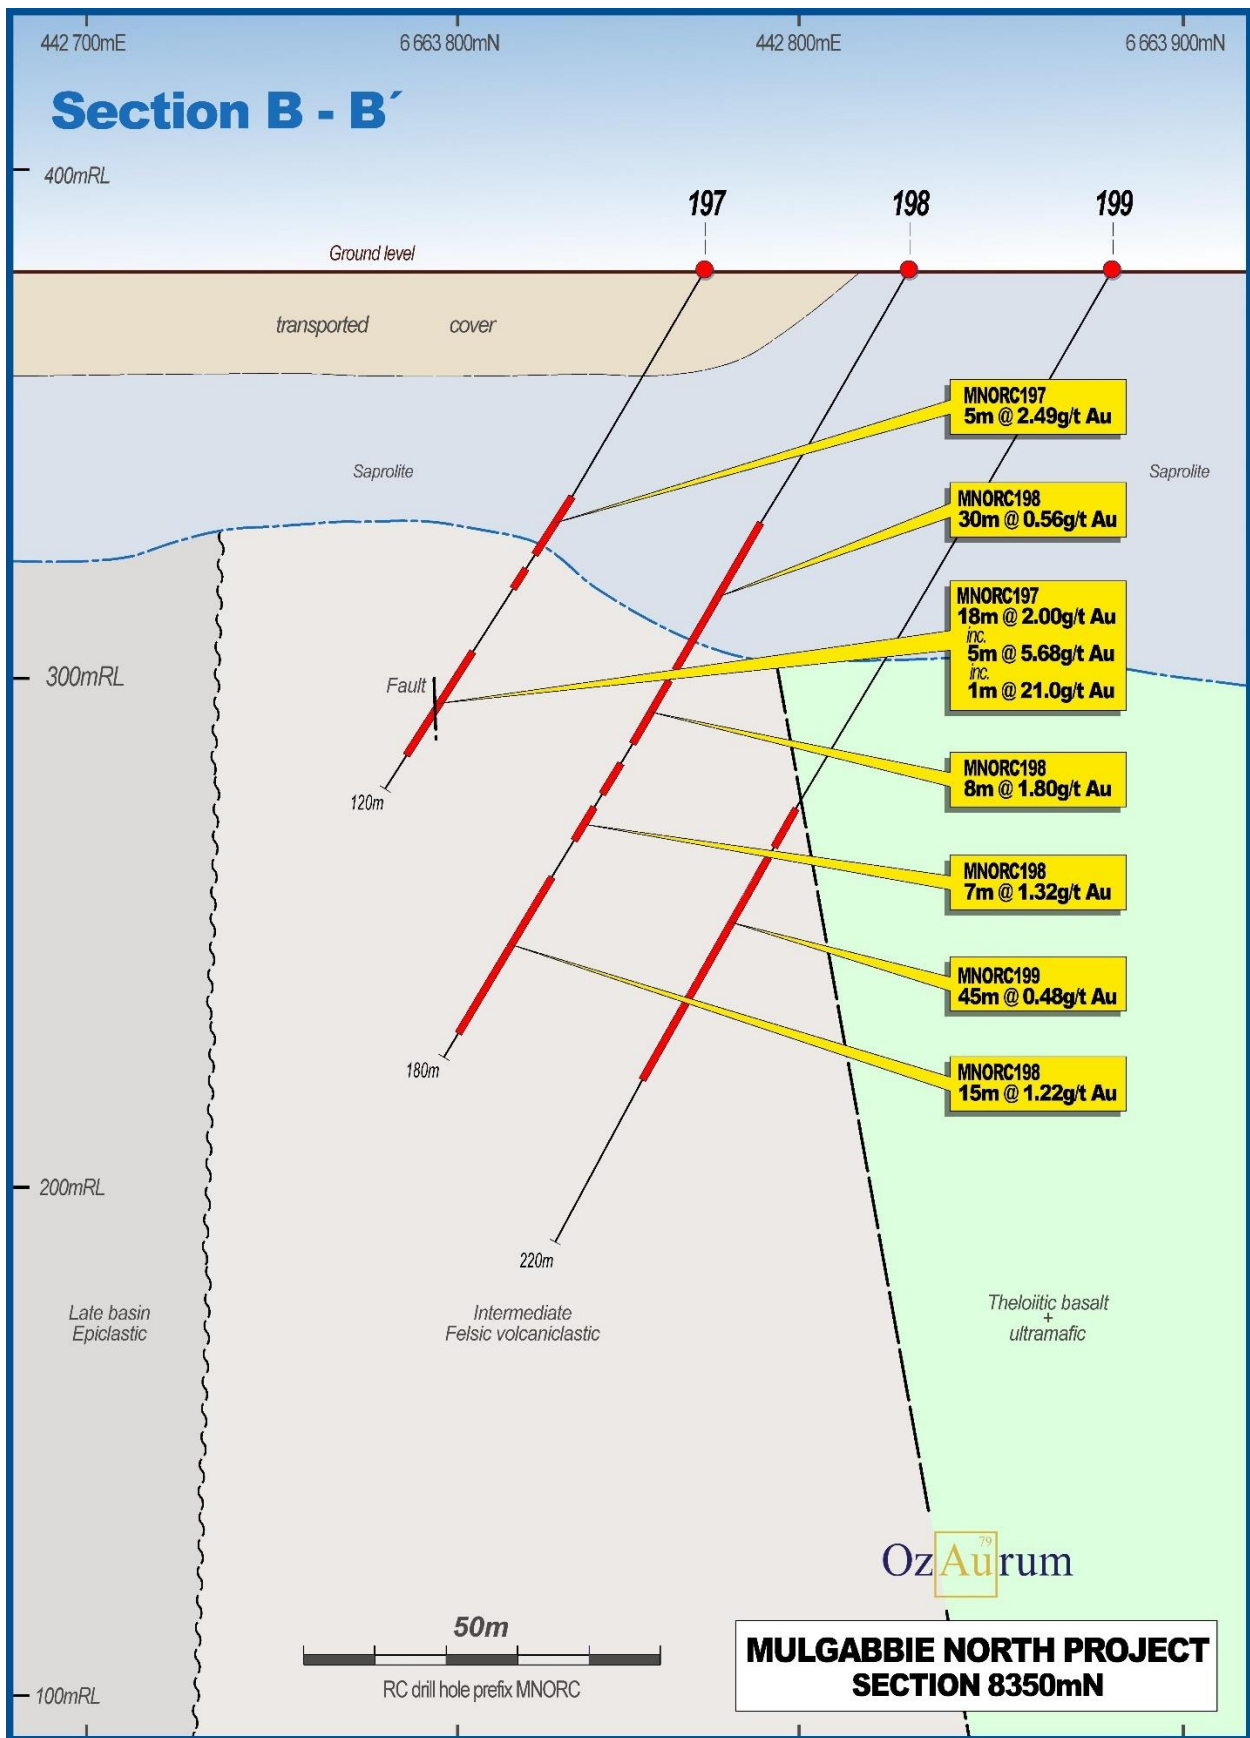 442 700mE
6 663 800mN
442 800mE
6 663 900mN
Section B - B´
400mRL
197
198
199
Ground level
transported cover
MNORC197
5m @ 2.49g/t Au
Saprolite
Saprolite
MNORC198
30m @ 0.56g/t Au
MNORC197
18m @ 2.00g/t Au
inc.
5m @ 5.68g/t Au
inc.
1m @ 21.0g/t Au
300mRL
Fault
120m
MNORC198
8m @ 1.80g/t Au
MNORC198
7m @ 1.32g/t Au
MNORC199
45m @ 0.48g/t Au
180m
MNORC198
15m @ 1.22g/t Au
200mRL
220m
Late basin
Epiclastic
Intermediate
Felsic volcaniclastic
Theloiitic basalt
+
ultramafic
79
OzAurum
50m
RC drill hole prefix MNORC
MULGABBIE NORTH PROJECT
SECTION 8350mN
100mRL